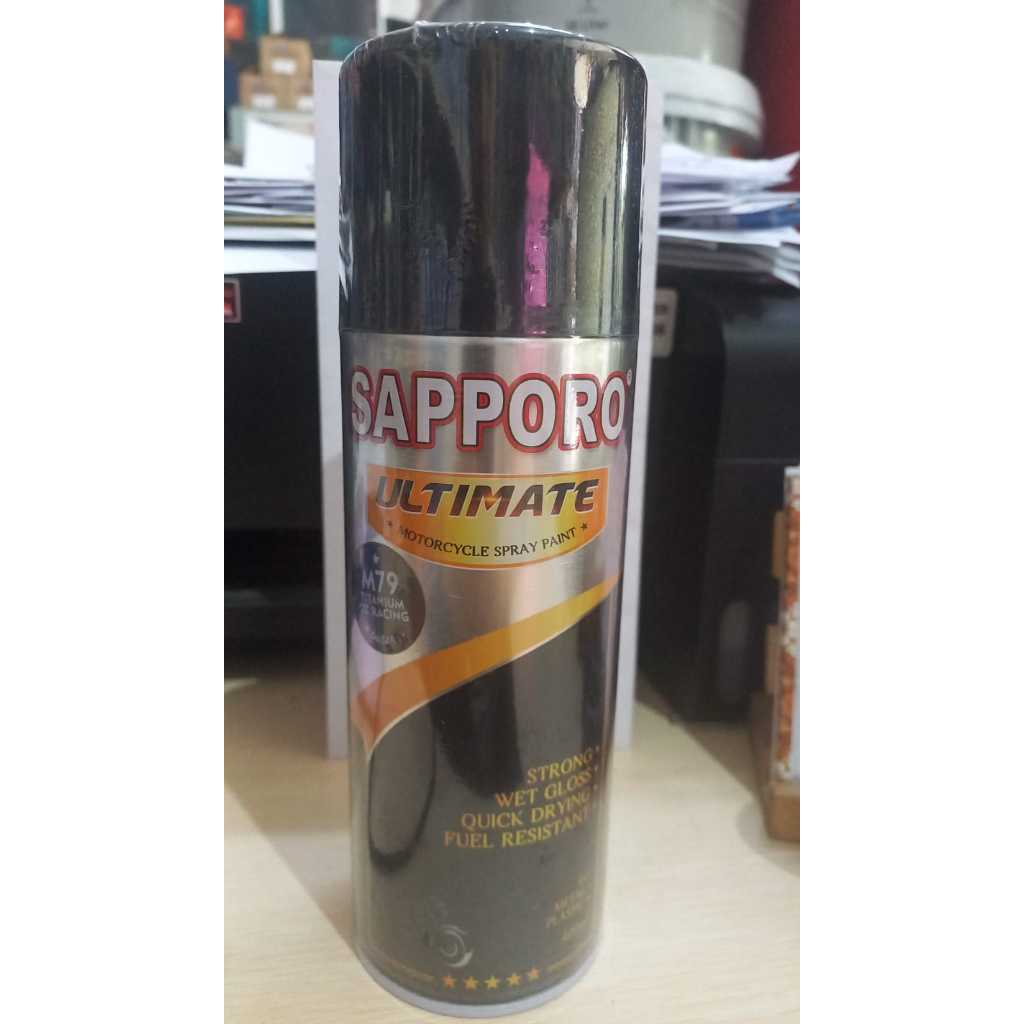 SAPPORO
ULTIMATE
★ MOTORCYCLE SPRAY PAINT ★
M79
TITANIUM
RACING
STRONG •
WET GLOSS •
QUICK DRYING •
FUEL RESISTANT